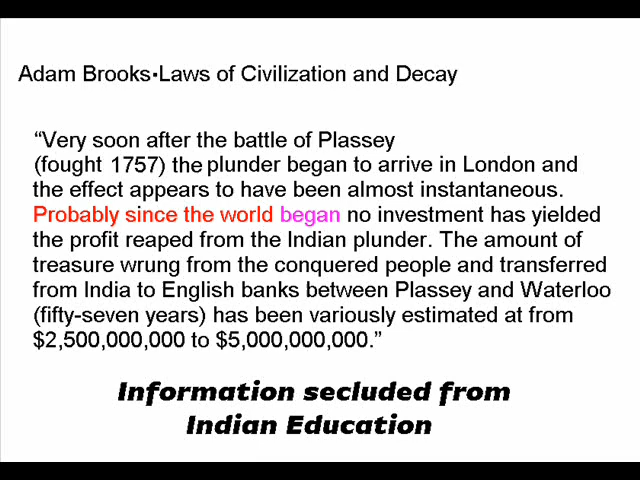 Adam Brooks·Laws of Civilization and Decay
“Very soon after the battle of Plassey
(fought 1757) the plunder began to arrive in London and
the effect appears to have been almost instantaneous.
Probably since the world began no investment has yielded
the profit reaped from the Indian plunder. The amount of
treasure wrung from the conquered people and transferred
from India to English banks between Plassey and Waterloo
(fifty-seven years) has been variously estimated at from
$2,500,000,000 to $5,000,000,000.”
Information secluded from
Indian Education